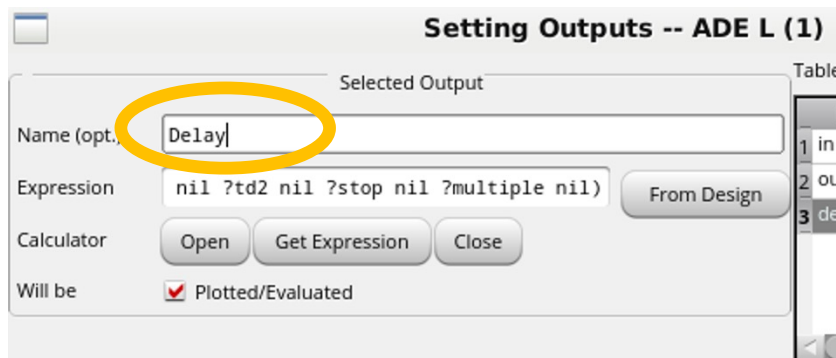 Setting Outputs -- ADE L (1)
Selected Output
Name (opt.)
Delay
Expression
nil ?td2 nil ?stop nil ?multiple nil)
From Design
Calculator
Open
Get Expression
Close
Will be
Plotted/Evaluated
Table
1 in
2 ou
3 de